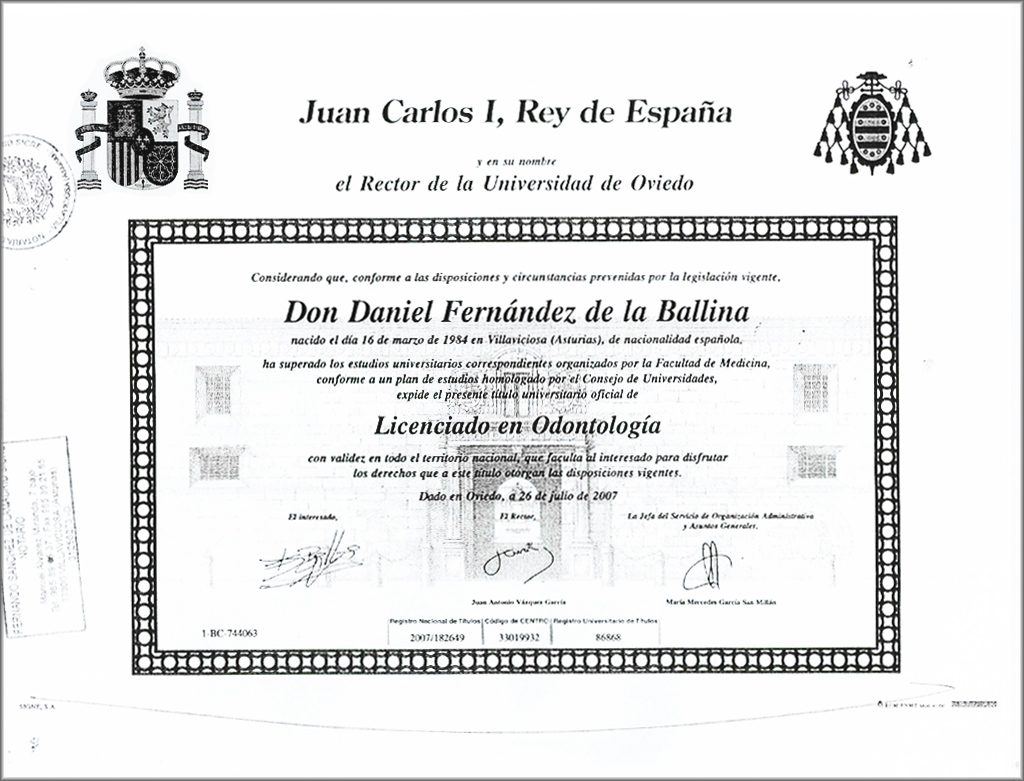 Juan Carlos I, Rey de España
y en su nombre
el Rector de la Universidad de Oviedo
Considerando que, conforme a las disposiciones y circunstancias prevenidas por la legislación vigente,
Don Daniel Fernández de la Ballina
nacido el día 16 de marzo de 1984 en Villaviciosa (Asturias), de nacionalidad española,
ha superado los estudios universitarios correspondientes organizados por la Facultad de Medicina,
conforme a un plan de estudios homologado por el Consejo de Universidades,
expide el presente título universitario oficial de
Licenciado en Odontología
con validez en todo el territorio nacional, que faculta al interesado para disfrutar
los derechos que a este título otorgan las disposiciones vigentes.
Dado en Oviedo, a 26 de julio de 2007
El interesado,
El Rector,
La Jefa del Servicio de Organización Administrativa
y Asuntos Generales,
Juan Antonio Vázquez García
María Mercedes García San Millán
1-BC-744063
Registro Nacional de Títulos
Código de CENTRO
Registro Universitario de Títulos
2007/182649
33019932
86868
SIGNE, S.A.
NOTARIO